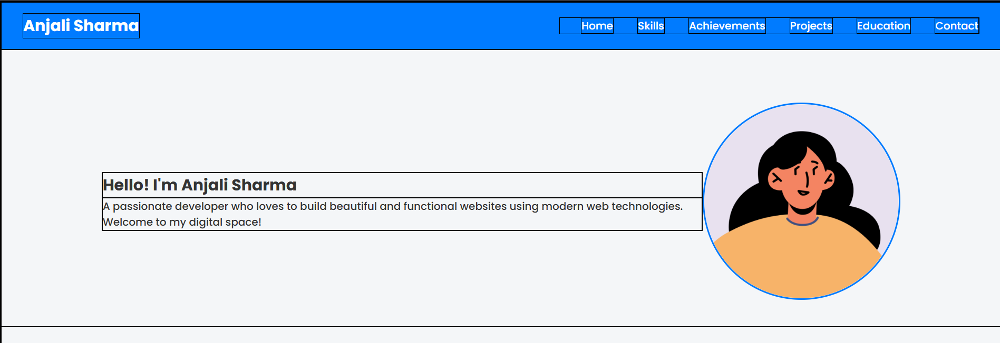 Anjali Sharma
Home Skills Achievements Projects Education Contact
Hello! I'm Anjali Sharma
A passionate developer who loves to build beautiful and functional websites using modern web technologies.
Welcome to my digital space!